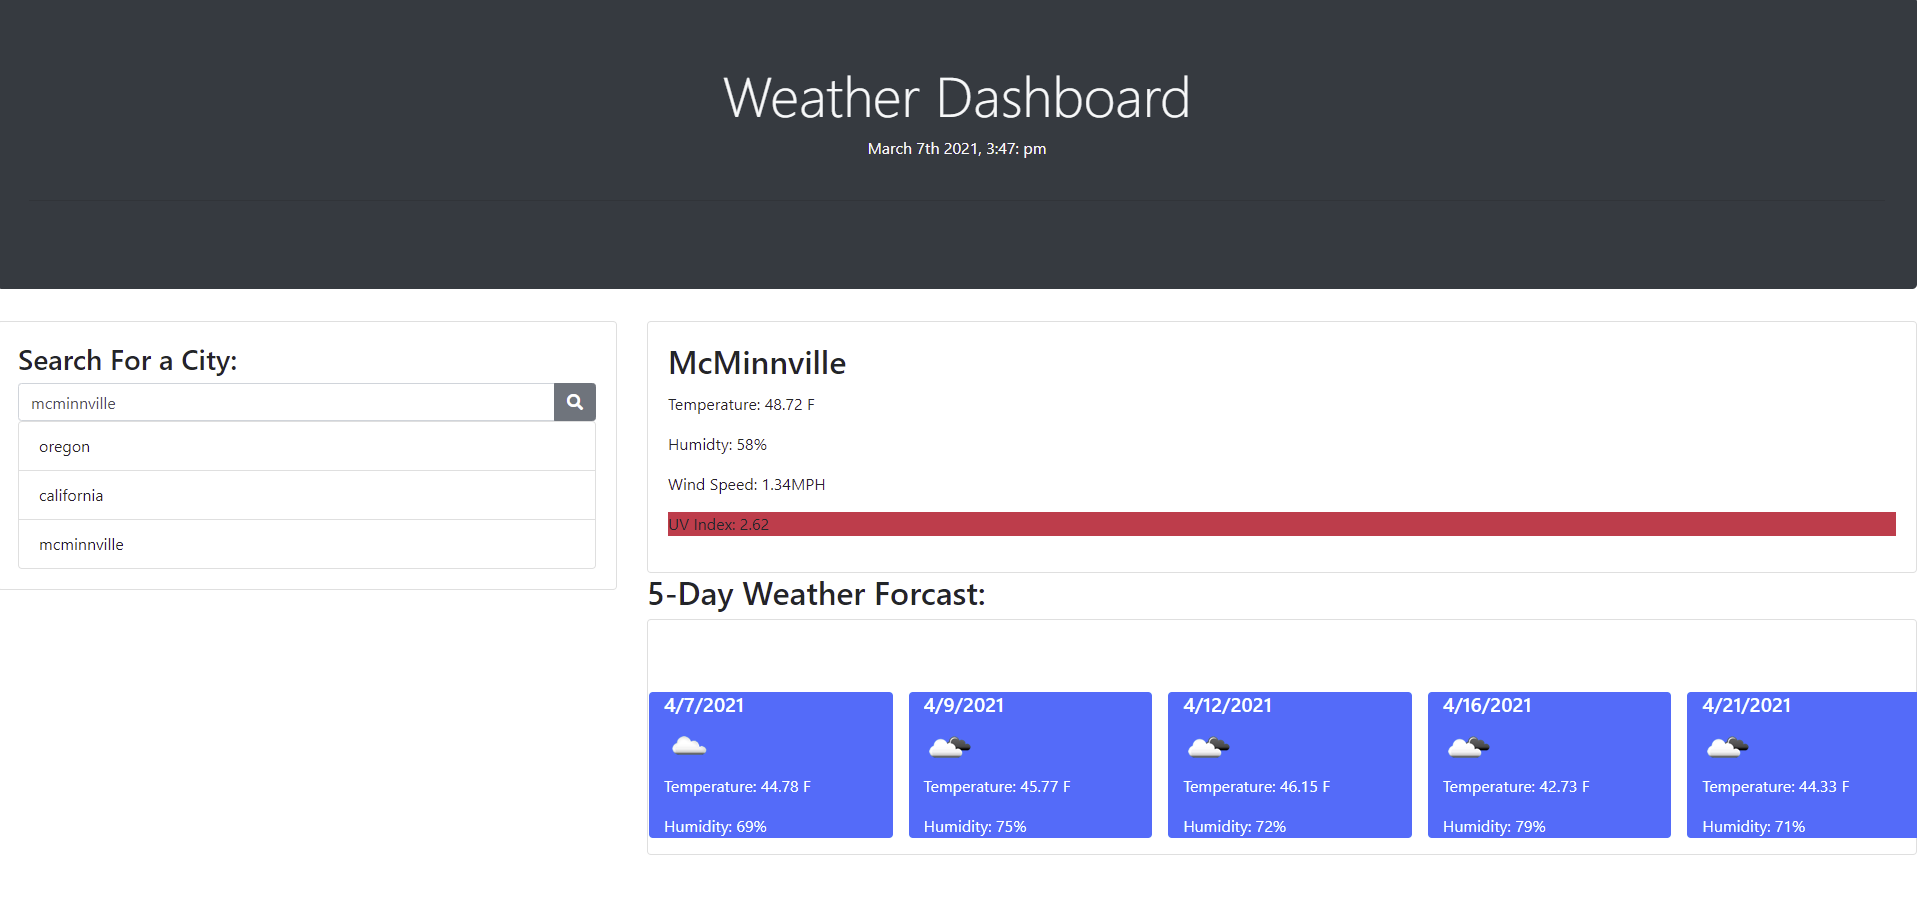 Weather Dashboard
March 7th 2021, 3:47: pm
Search For a City:
mcminnville
oregon
california
mcminnville
McMinnville
Temperature: 48.72 F
Humidty: 58%
Wind Speed: 1.34MPH
UV Index: 2.62
5-Day Weather Forcast:
4/7/2021
Temperature: 44.78 F
Humidity: 69%
4/9/2021
Temperature: 45.77 F
Humidity: 75%
4/12/2021
Temperature: 46.15 F
Humidity: 72%
4/16/2021
Temperature: 42.73 F
Humidity: 79%
4/21/2021
Temperature: 44.33 F
Humidity: 71%